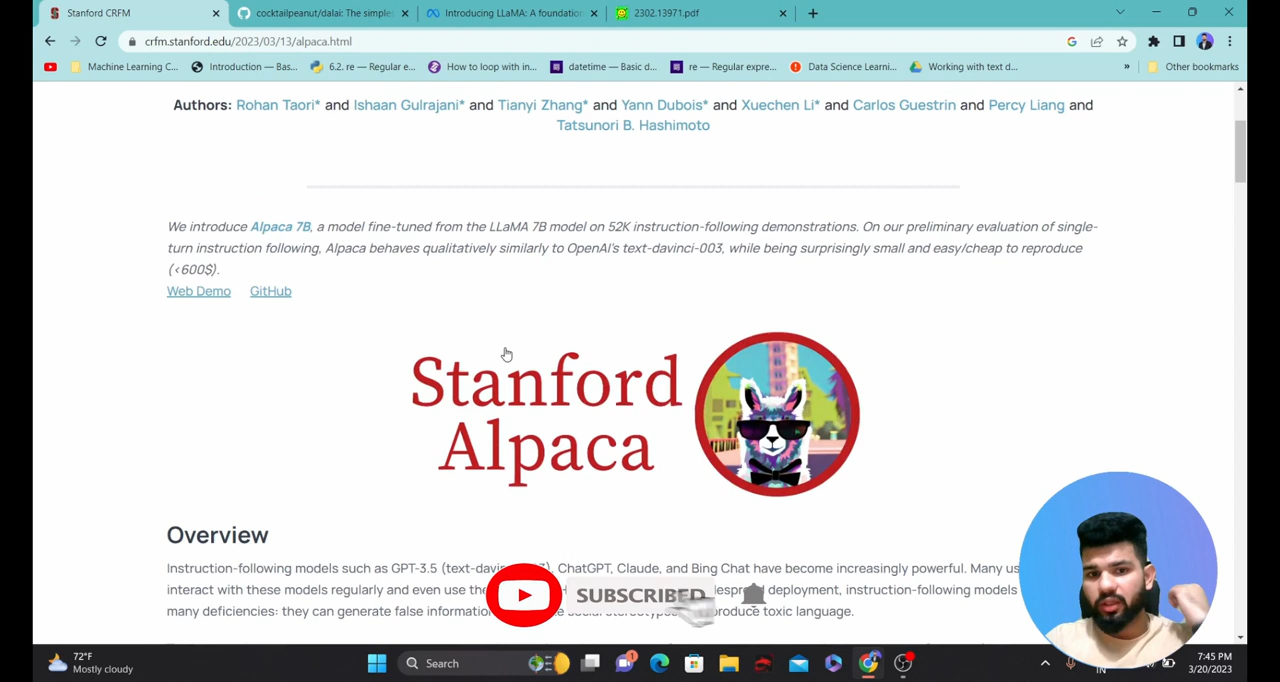 Stanford CRFM
cocktailpeanut/dalai: The simples
Introducing LLaMA: A foundation
2302.13971.pdf
crfm.stanford.edu/2023/03/13/alpaca.html
Machine Learning C...
Introduction — Bas...
6.2. re — Regular e...
How to loop with in...
datetime — Basic d...
re — Regular expre...
Data Science Learni...
Working with text d...
»
Other bookmarks
Authors: Rohan Taori* and Ishaan Gulrajani* and Tianyi Zhang* and Yann Dubois* and Xuechen Li* and Carlos Guestrin and Percy Liang and
Tatsunori B. Hashimoto
We introduce Alpaca 7B, a model fine-tuned from the LLaMA 7B model on 52K instruction-following demonstrations. On our preliminary evaluation of single-
turn instruction following, Alpaca behaves qualitatively similarly to OpenAI's text-davinci-003, while being surprisingly small and easy/cheap to reproduce
(<600$).
Web Demo GitHub
Stanford
Alpaca
Overview
Instruction-following models such as GPT-3.5 (text-davinci-003), ChatGPT, Claude, and Bing Chat have become increasingly powerful. Many us
interact with these models regularly and even use the
deployment, instruction-following models
many deficiencies: they can generate false information
produce toxic language.
SUBSCRIBED
72°F
Mostly cloudy
Search
1
IN
7:45 PM
3/20/2023